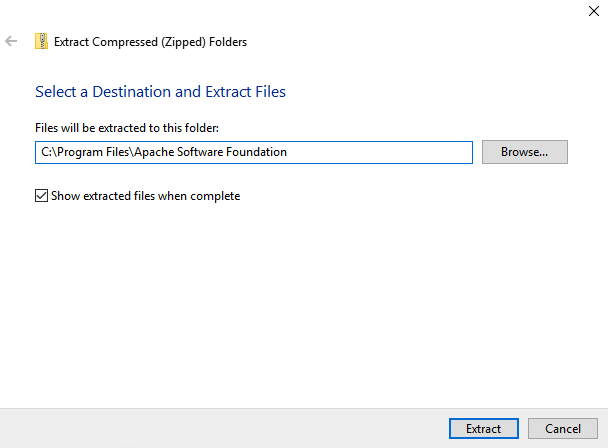 Extract Compressed (Zipped) Folders
Select a Destination and Extract Files
Files will be extracted to this folder:
C:\Program Files\Apache Software Foundation
Browse...
Show extracted files when complete
Extract
Cancel